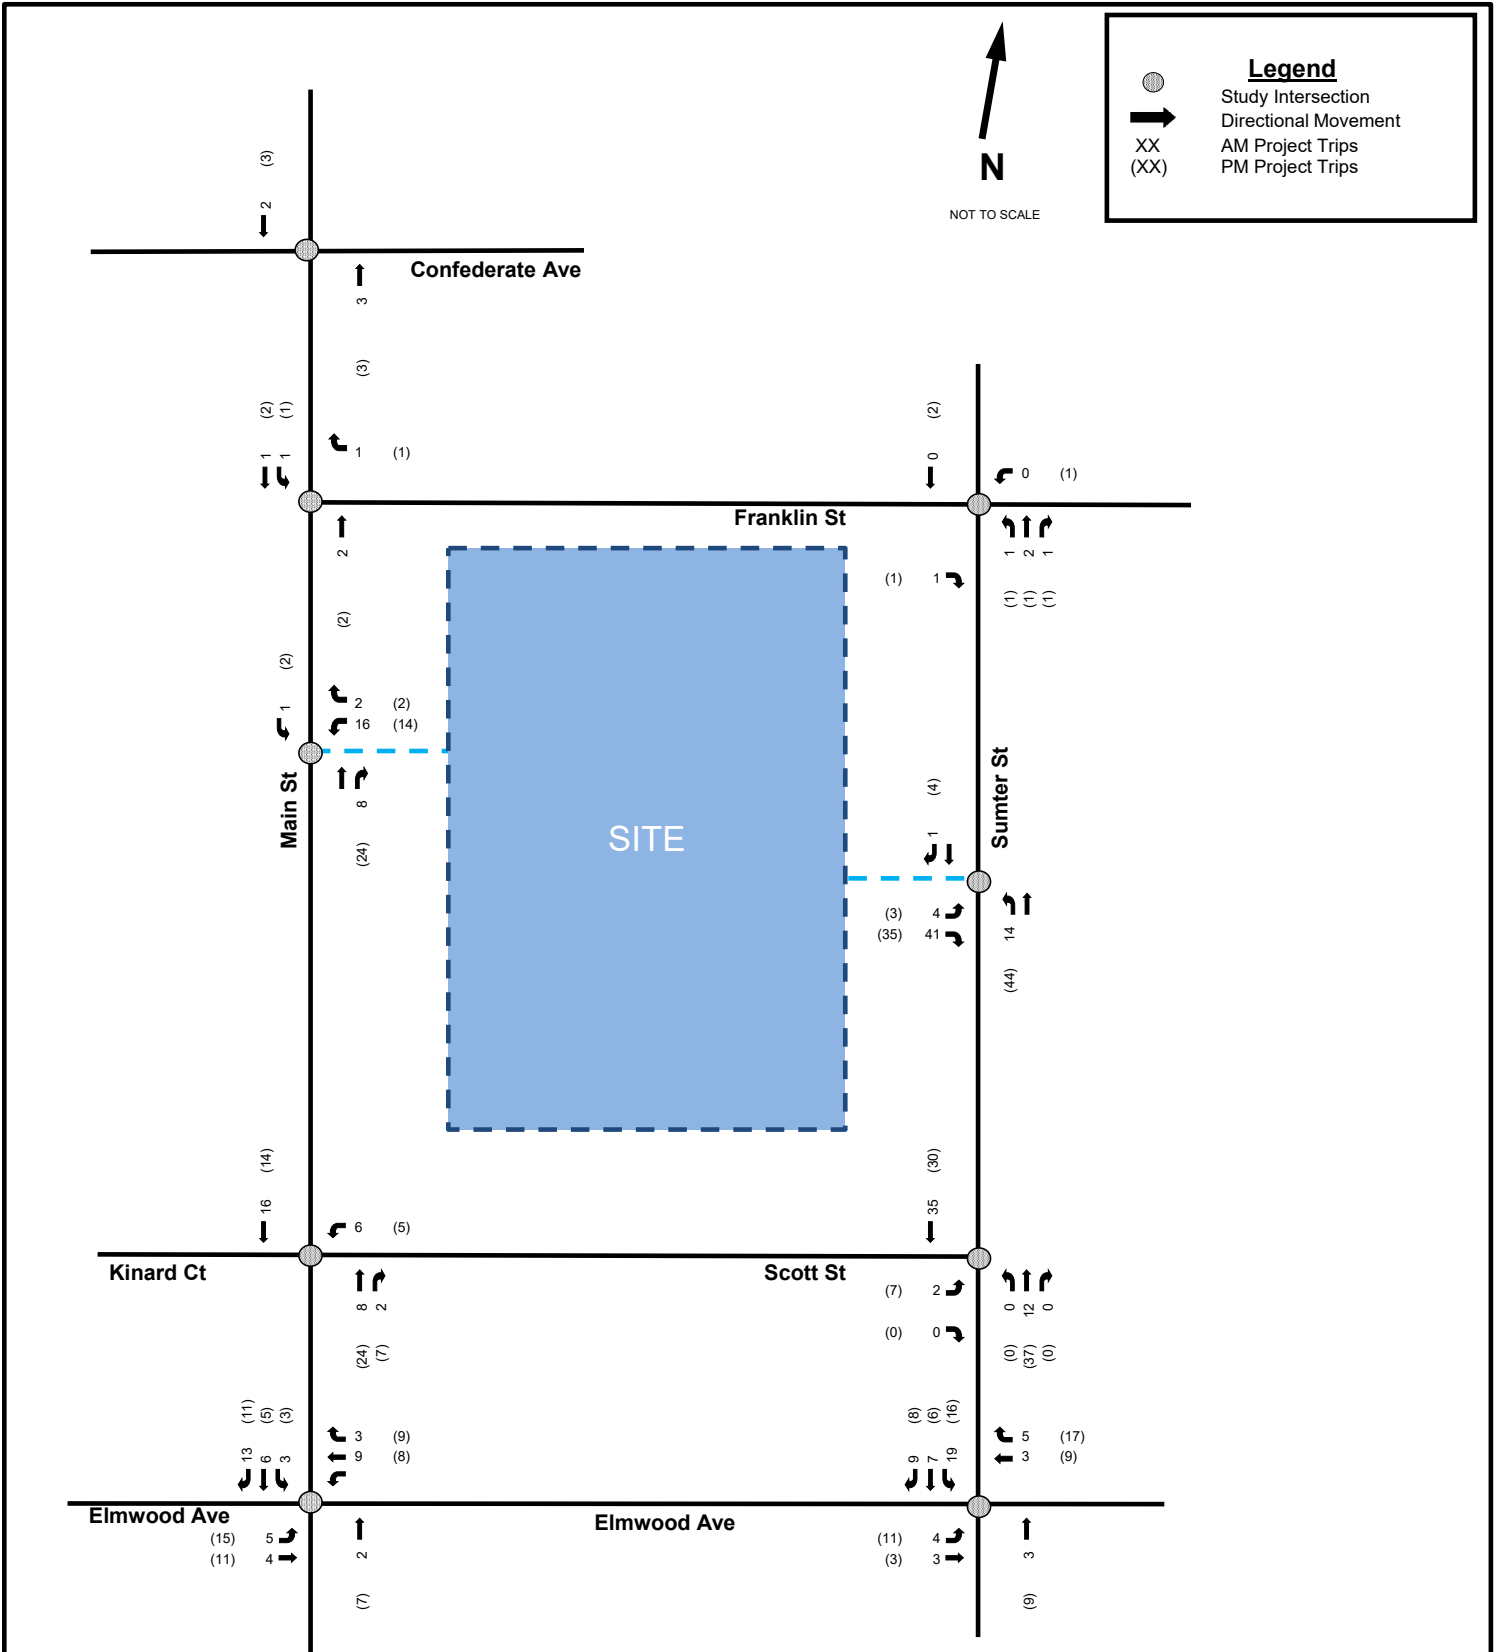 Legend
Study Intersection
Directional Movement
XX AM Project Trips
(XX) PM Project Trips
N
NOT TO SCALE
(3)
2
Confederate Ave
3
(3)
(2) (1)
1 1
1 (1)
(2)
0
0 (1)
Franklin St
2
(2)
1 2 1
(1) (1) (1)
(1) 1
(2)
1
2 (2)
16 (14)
Main St
8
(24)
SITE
Sumter St
(4)
1
(3) 4
(35) 41
14
(44)
(14)
16
6 (5)
(30)
35
Kinard Ct
Scott St
8 2
(24) (7)
(7) 2
(0) 0
0 12 0
(0) (37) (0)
(11) (5) (3)
13 6 3
3 (9)
9 (8)
(8) (6) (16)
9 7 19
5 (17)
3 (9)
Elmwood Ave
Elmwood Ave
(15) 5
(11) 4
2
(7)
(11) 4
(3) 3
3
(9)